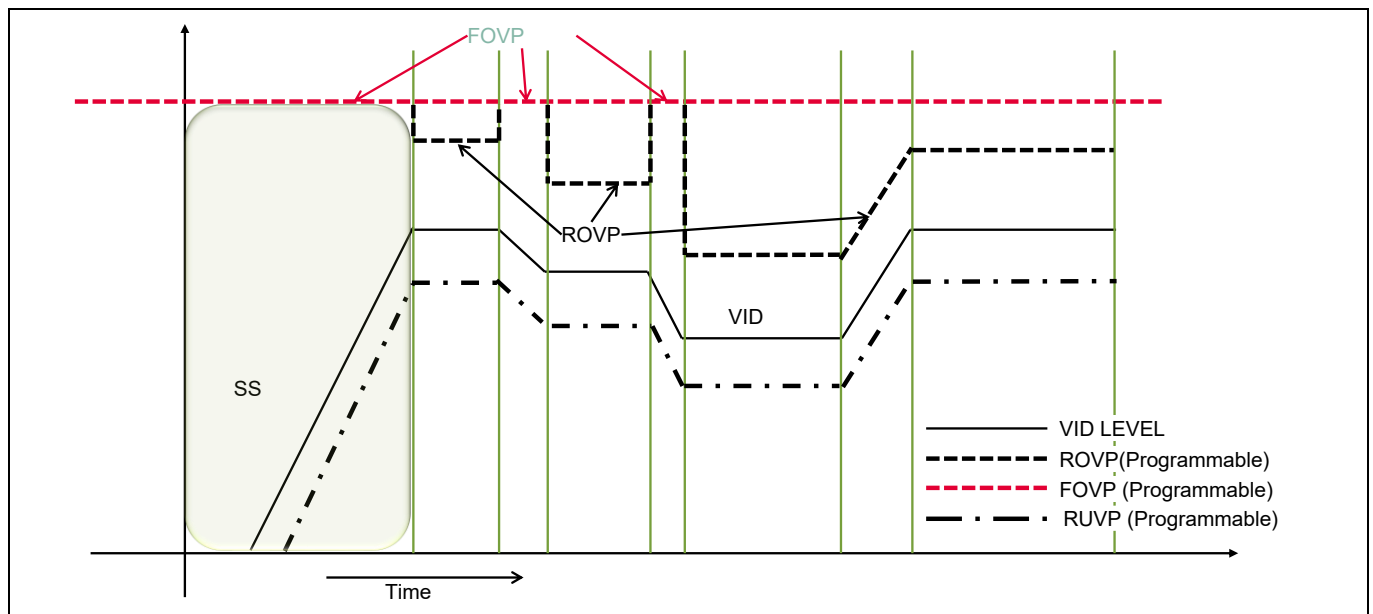 FOVP
ROVP
VID
SS
VID LEVEL
ROVP(Programmable)
FOVP (Programmable)
RUVP (Programmable)
Time